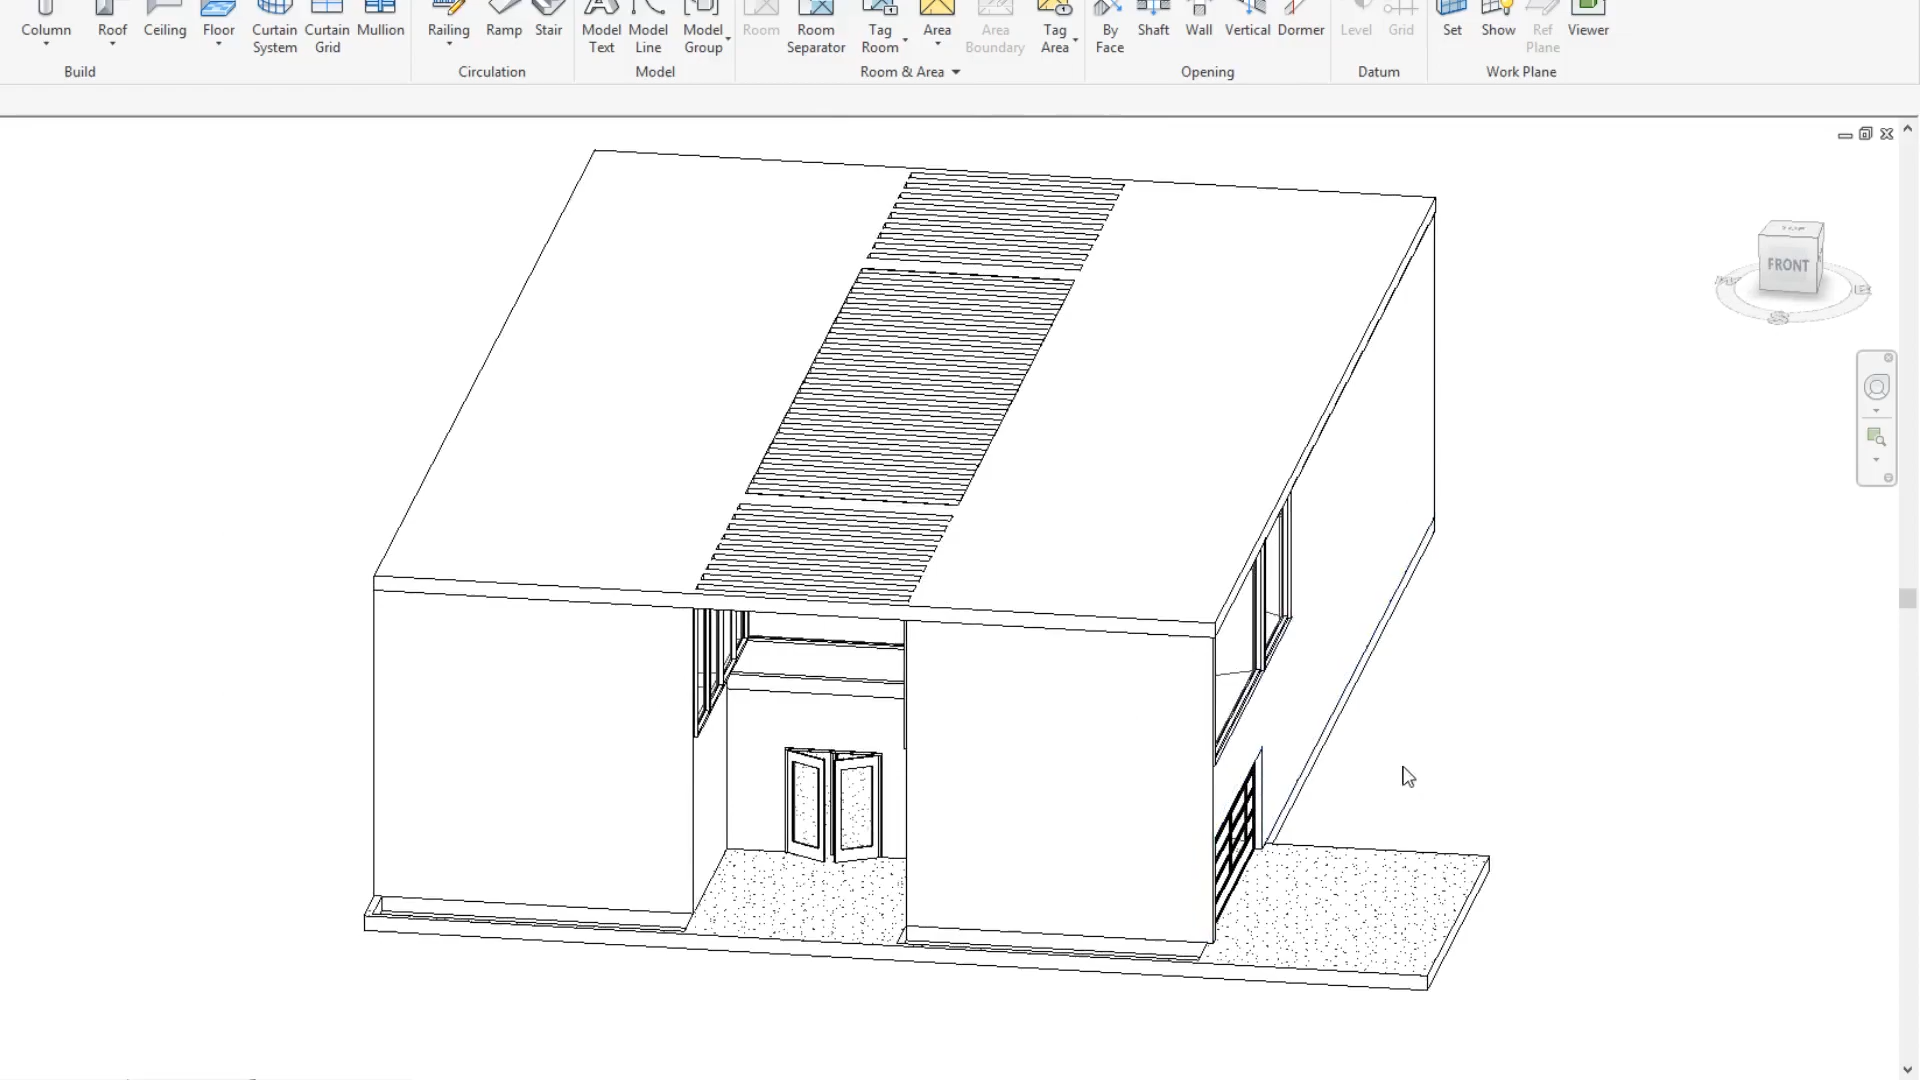 Column Roof Ceiling Floor Curtain System Curtain Grid Mullion Railing Ramp Stair Model Text Model Line Model Group Room Room Separator Tag Room Area Area Boundary Tag Area By Face Shaft Wall Vertical Dormer Level Grid Set Show Ref Plane Viewer
Build Circulation Model Room & Area Opening Datum Work Plane
TOP
FRONT
S